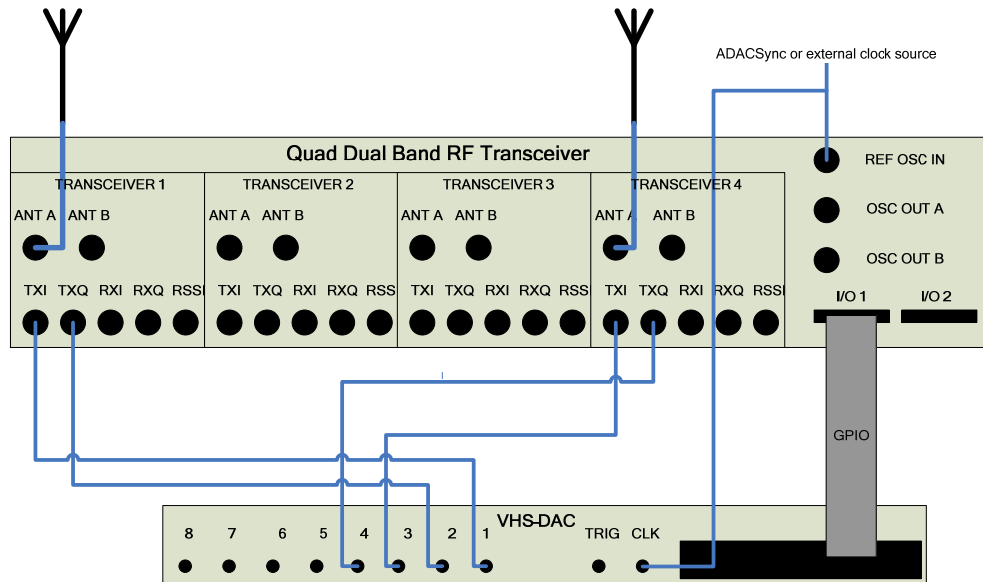 ADACSync or external clock source
Quad Dual Band RF Transceiver
REF OSC IN
TRANSCEIVER 1
TRANSCEIVER 2
TRANSCEIVER 3
TRANSCEIVER 4
ANT A ANT B
ANT A ANT B
ANT A ANT B
ANT A ANT B
OSC OUT A
OSC OUT B
TXI TXQ RXI RXQ RSSI
TXI TXQ RXI RXQ RSS
TXI TXQ RXI RXQ RSSI
TXI TXQ RXI RXQ RSSI
I/O 1
I/O 2
GPIO
VHS-DAC
8 7 6 5 4 3 2 1 TRIG CLK